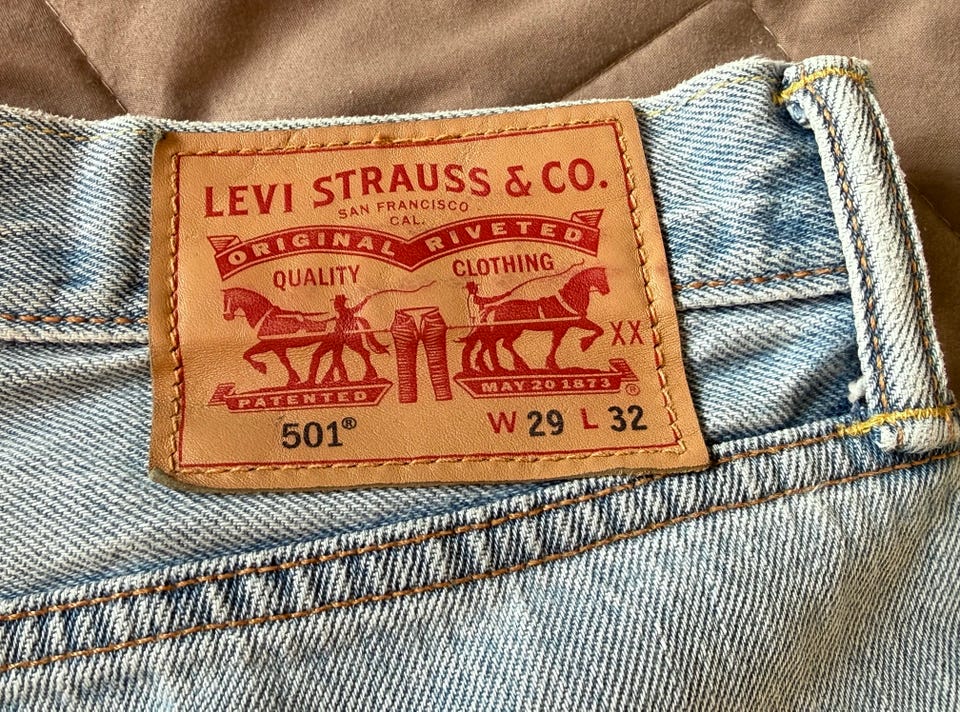 LEVI STRAUSS & CO.
SAN FRANCISCO
CAL.
ORIGINAL RIVETED
QUALITY CLOTHING
XX
PATENTED MAY 20 1873 ®
501® W 29 L 32